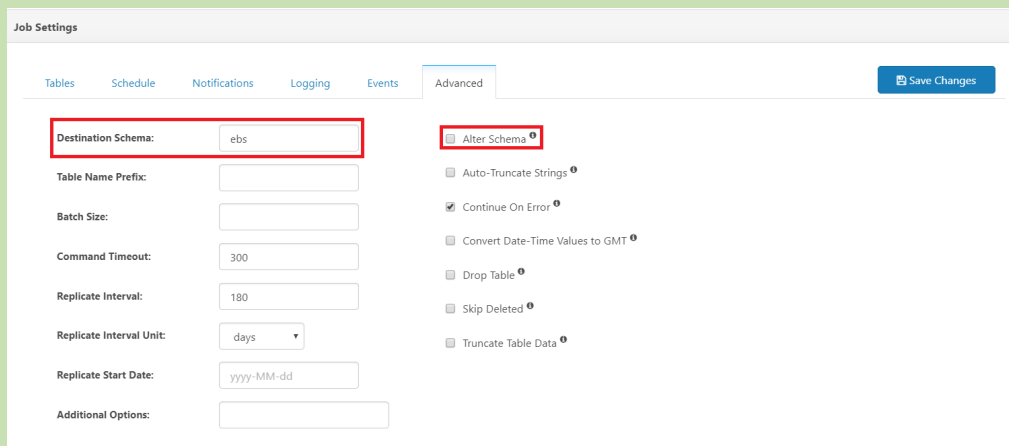 Job Settings
Tables Schedule Notifications Logging Events Advanced Save Changes
Destination Schema: ebs Alter Schema
Table Name Prefix: Auto-Truncate Strings
Batch Size: Continue On Error
Command Timeout: 300 Convert Date-Time Values to GMT
Replicate Interval: 180 Drop Table
Replicate Interval Unit: days Skip Deleted
Replicate Start Date: yyyy-MM-dd Truncate Table Data
Additional Options: